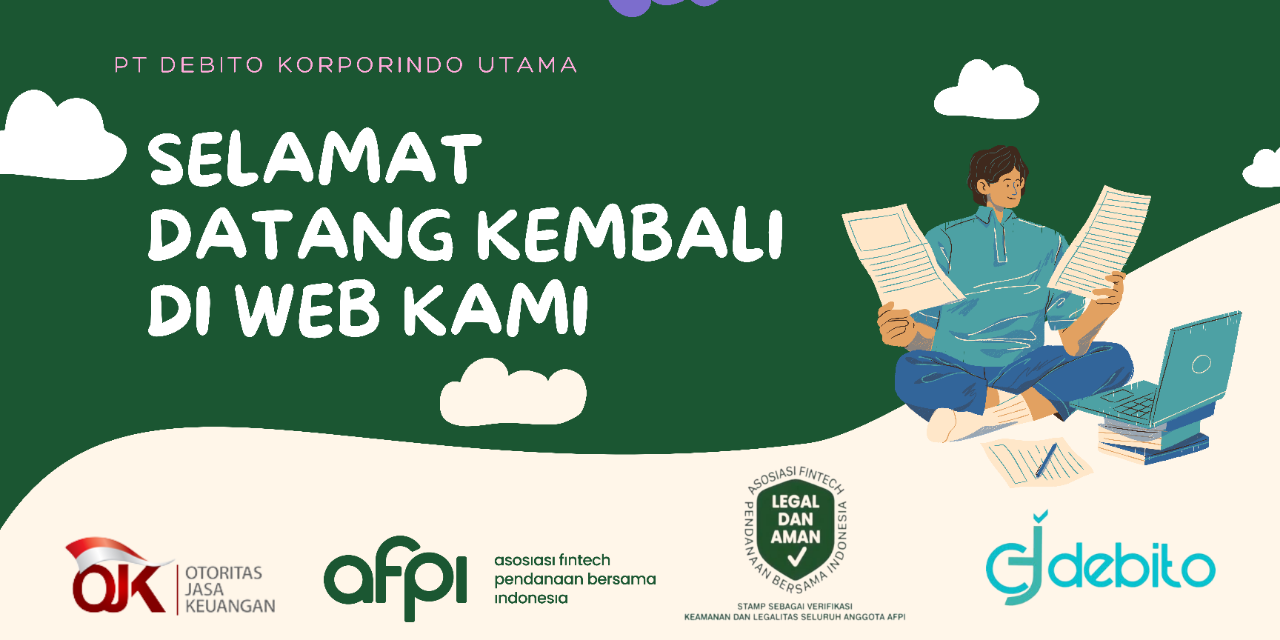 PT DEBITO KORPORINDO UTAMA
SELAMAT
DATANG KEMBALI
DI WEB KAMI
OJK
OTORITAS
JASA
KEUANGAN
afpi
asosiasi fintech
pendanaan bersama
indonesia
ASOSIASI FINTECH
PENDANAAN BERSAMA INDONESIA
LEGAL
DAN
AMAN
STAMP SEBAGAI VERIFIKASI
KEAMANAN DAN LEGALITAS SELURUH ANGGOTA AFPI
debito